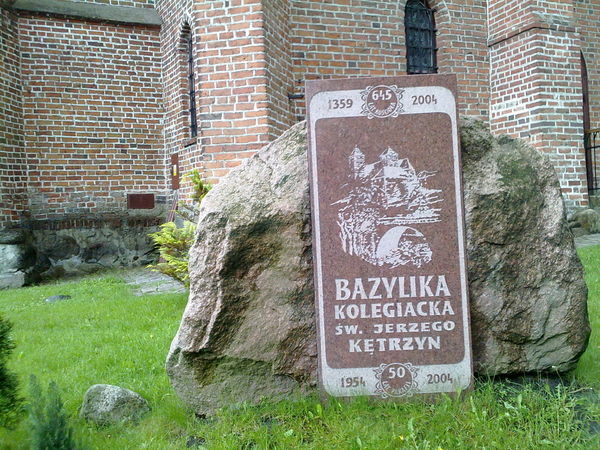 1359 645 2004
BAZYLIKA
KOLEGIACKA
ŚW. JERZEGO
KĘTRZYN
1954 50 2004